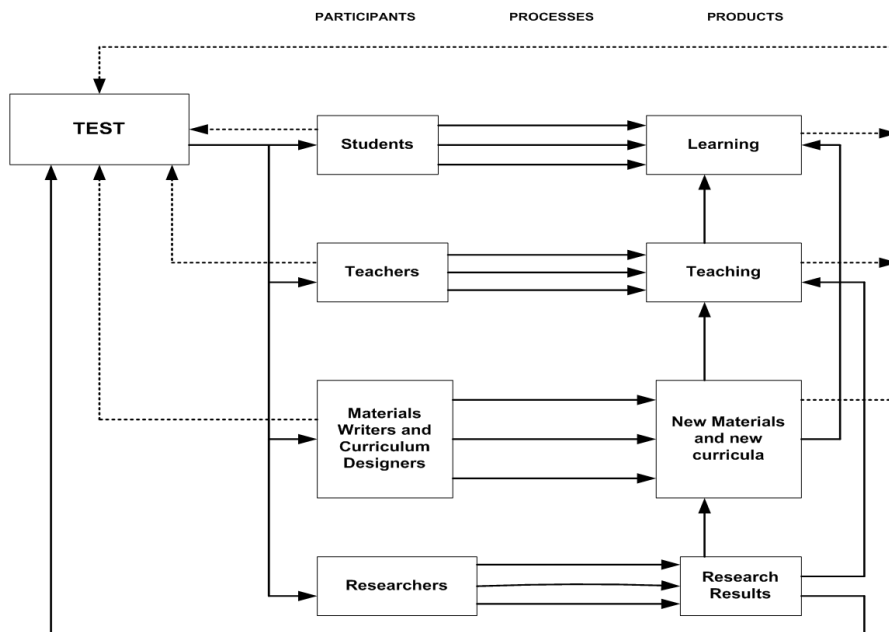 PARTICIPANTS PROCESSES PRODUCTS
TEST
Students
Learning
Teachers
Teaching
Materials
Writers and
Curriculum
Designers
New Materials
and new
curricula
Researchers
Research
Results